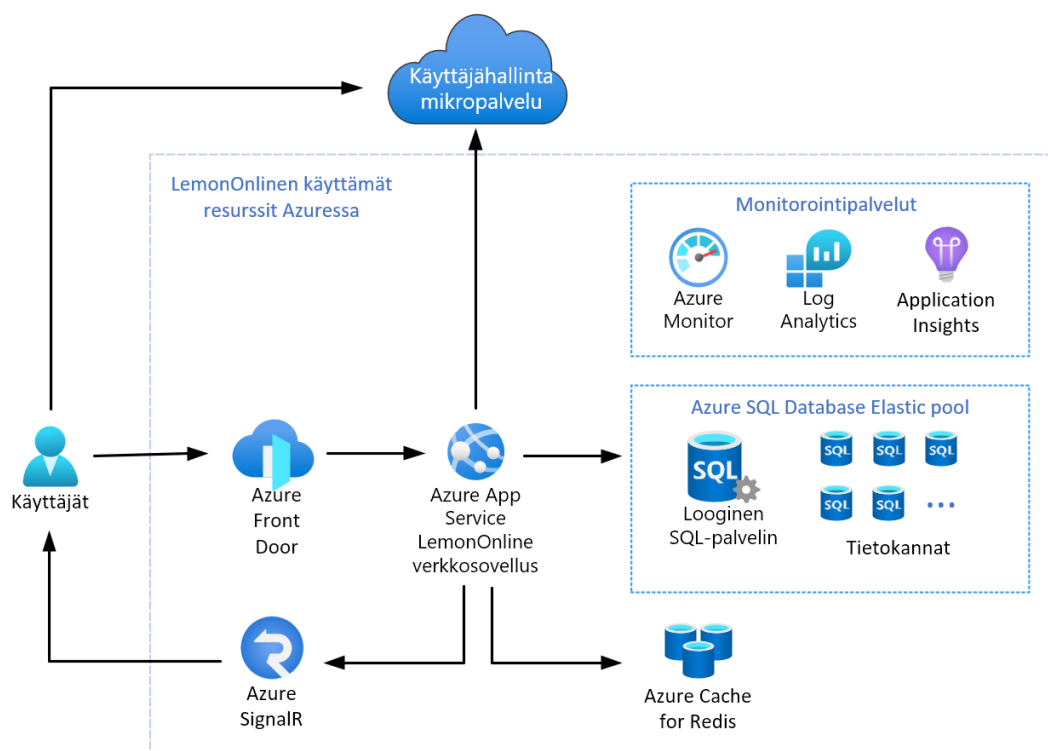 Käyttäjähallinta
mikropalvelu
LemonOnlinen käyttämät
resurssit Azuressa
Monitorointipalvelut
Azure
Monitor
Log
Analytics
Application
Insights
Azure SQL Database Elastic pool
SQL
Looginen
SQL-palvelin
SQL
SQL
SQL
SQL
SQL
...
Tietokannat
Käyttäjät
Azure
Front
Door
Azure App
Service
LemonOnline
verkkosovellus
Azure
SignalR
Azure Cache
for Redis